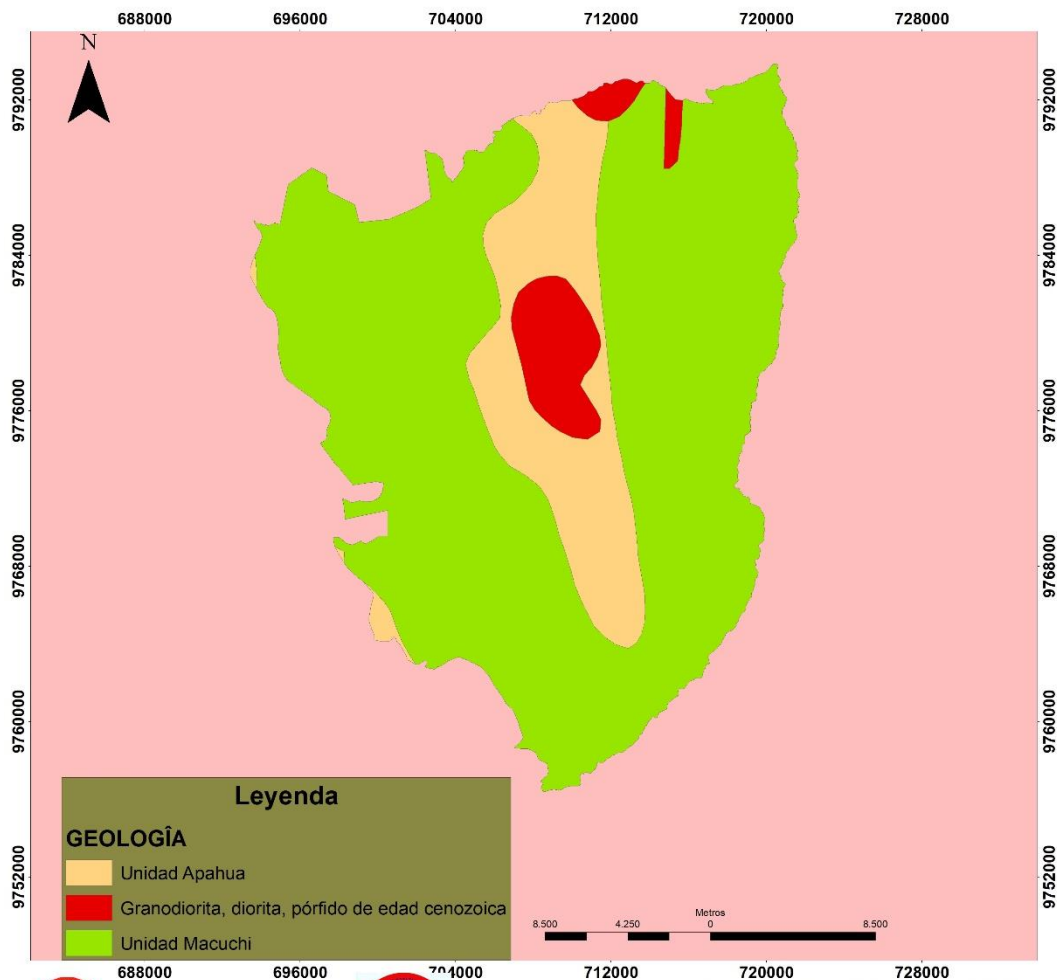 688000 696000 704000 712000 720000 728000
N
9792000 9792000
9784000 9784000
9776000 9776000
9768000 9768000
9760000 9760000
9752000 9752000
Leyenda
GEOLOGÎA
Unidad Apahua
Granodiorita, diorita, pórfido de edad cenozoica
Unidad Macuchi
Metros
8.500 4.250 0 8.500
688000 696000 704000 712000 720000 728000